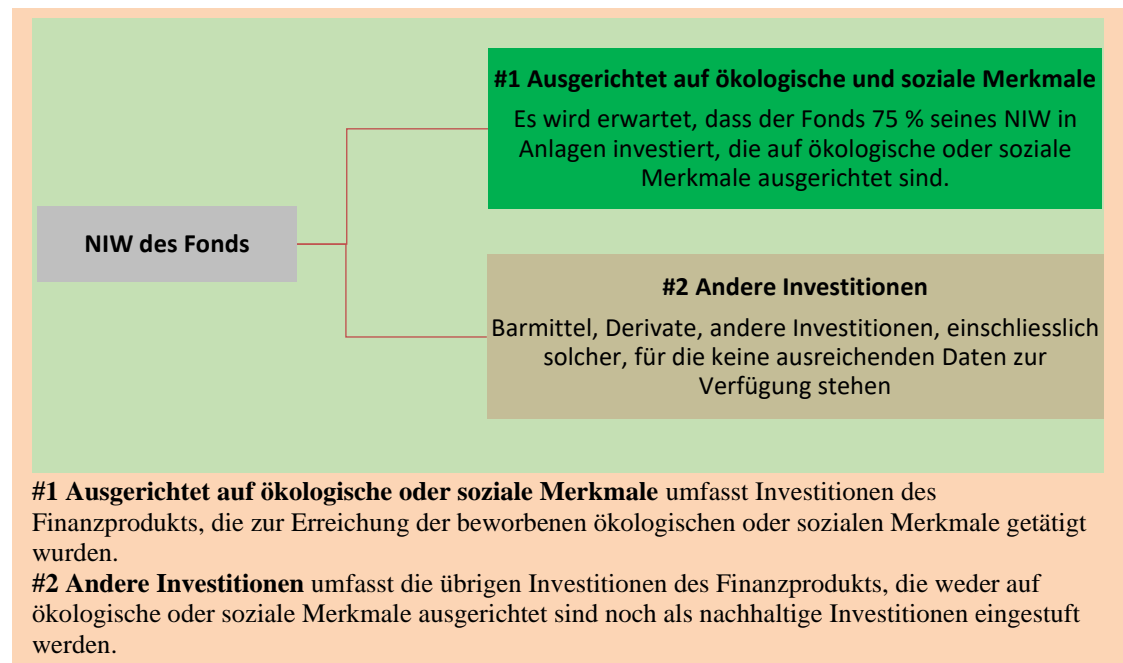 #1 Ausgerichtet auf ökologische und soziale Merkmale
Es wird erwartet, dass der Fonds 75 % seines NIW in
Anlagen investiert, die auf ökologische oder soziale
Merkmale ausgerichtet sind.
NIW des Fonds
#2 Andere Investitionen
Barmittel, Derivate, andere Investitionen, einschliesslich
solcher, für die keine ausreichenden Daten zur
Verfügung stehen
#1 Ausgerichtet auf ökologische oder soziale Merkmale umfasst Investitionen des
Finanzprodukts, die zur Erreichung der beworbenen ökologischen oder sozialen Merkmale getätigt
wurden.
#2 Andere Investitionen umfasst die übrigen Investitionen des Finanzprodukts, die weder auf
ökologische oder soziale Merkmale ausgerichtet sind noch als nachhaltige Investitionen eingestuft
werden.